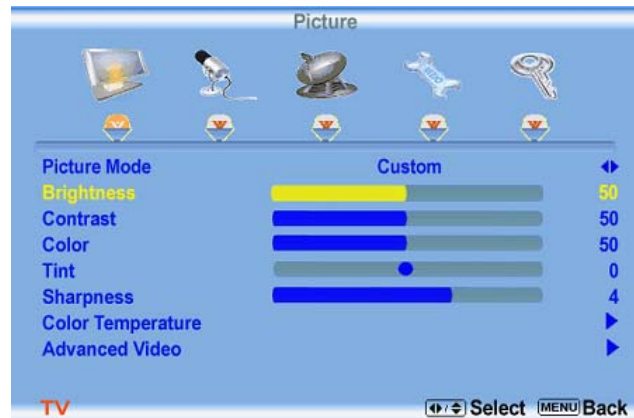 Picture
Picture Mode Custom
Brightness 50
Contrast 50
Color 50
Tint 0
Sharpness 4
Color Temperature
Advanced Video
TV Select MENU Back